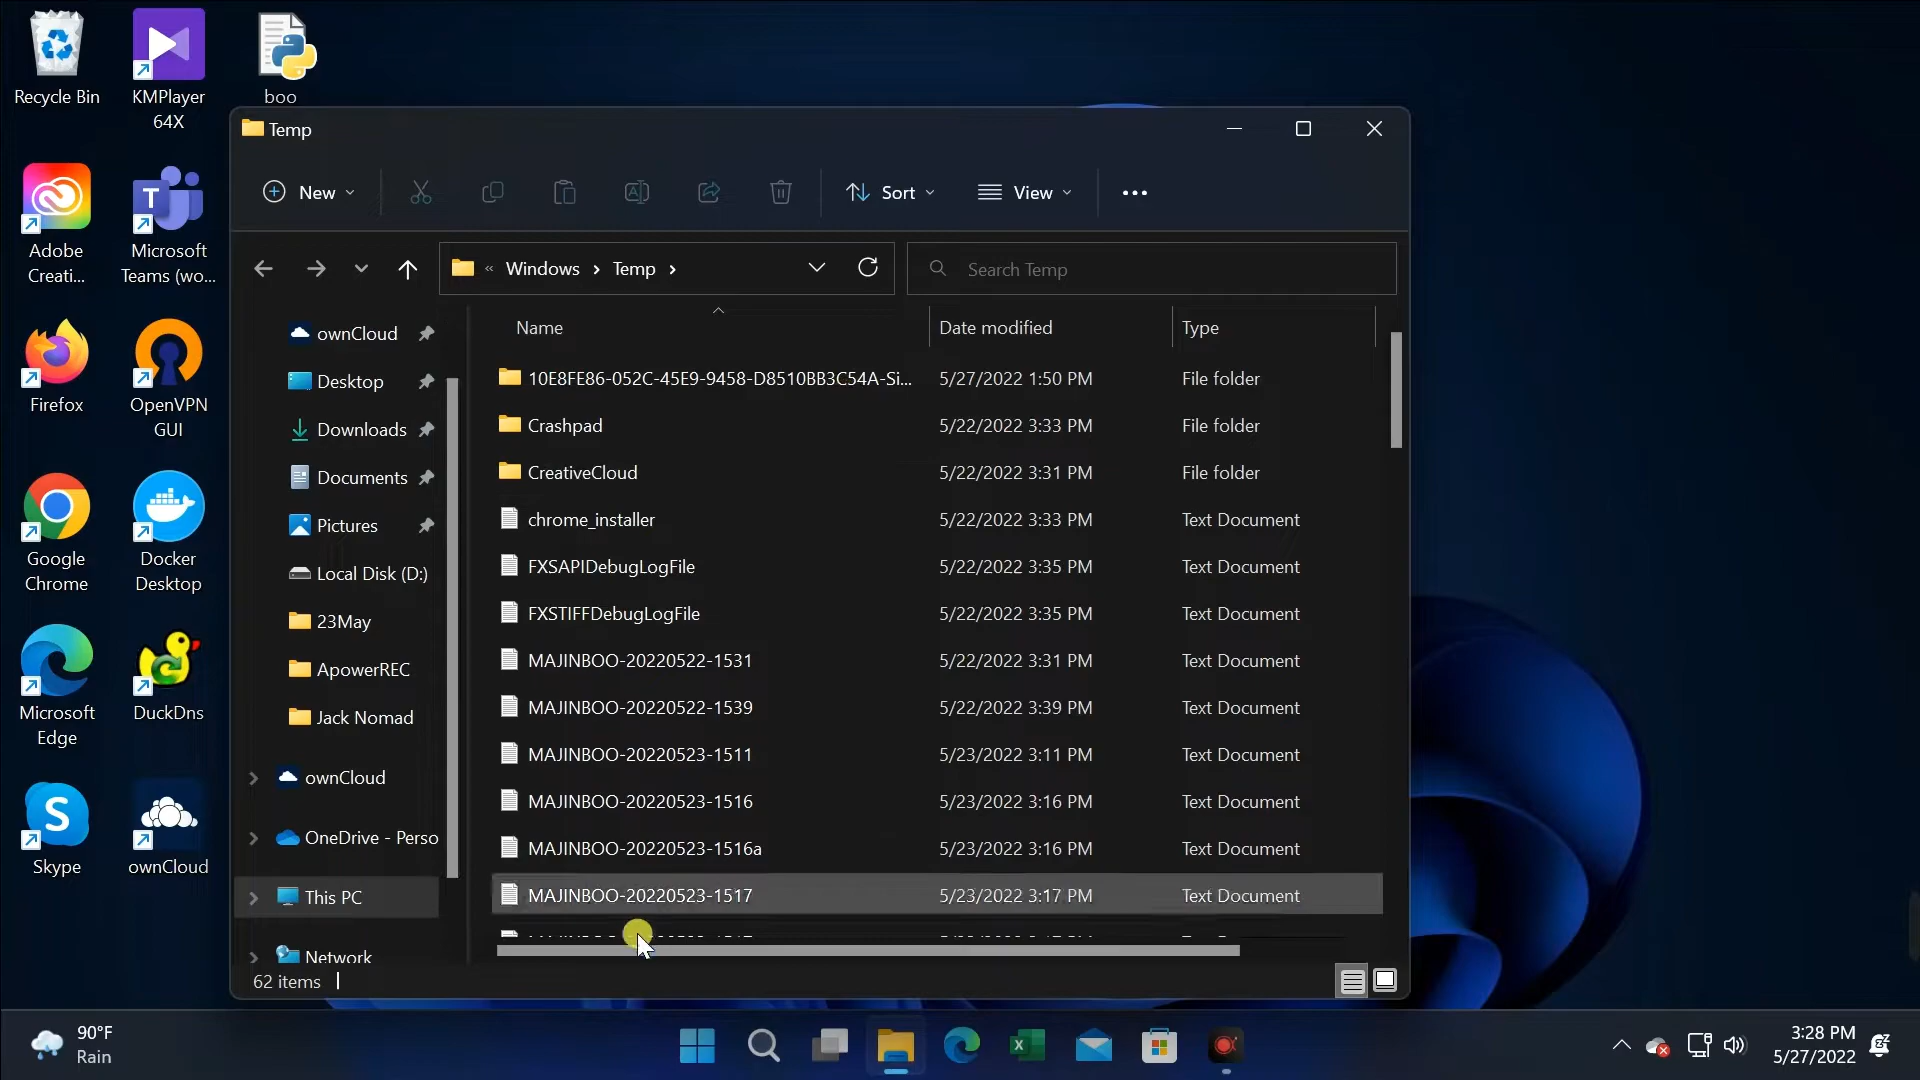 Recycle Bin
KMPlayer
64X
boo
Adobe
Creati...
Microsoft
Teams (wo...
Firefox
OpenVPN
GUI
Google
Chrome
Docker
Desktop
Microsoft
Edge
DuckDns
Skype
ownCloud
Temp
New
Sort
View
« Windows > Temp >
Search Temp
ownCloud
Desktop
Downloads
Documents
Pictures
Local Disk (D:)
23May
ApowerREC
Jack Nomad
ownCloud
OneDrive - Perso
This PC
Network
Name Date modified Type
10E8FE86-052C-45E9-9458-D8510BB3C54A-Si... 5/27/2022 1:50 PM File folder
Crashpad 5/22/2022 3:33 PM File folder
CreativeCloud 5/22/2022 3:31 PM File folder
chrome_installer 5/22/2022 3:33 PM Text Document
FXSAPIDebugLogFile 5/22/2022 3:35 PM Text Document
FXSTIFFDebugLogFile 5/22/2022 3:35 PM Text Document
MAJINBOO-20220522-1531 5/22/2022 3:31 PM Text Document
MAJINBOO-20220522-1539 5/22/2022 3:39 PM Text Document
MAJINBOO-20220523-1511 5/23/2022 3:11 PM Text Document
MAJINBOO-20220523-1516 5/23/2022 3:16 PM Text Document
MAJINBOO-20220523-1516a 5/23/2022 3:16 PM Text Document
MAJINBOO-20220523-1517 5/23/2022 3:17 PM Text Document
62 items
90°F
Rain
3:28 PM
5/27/2022